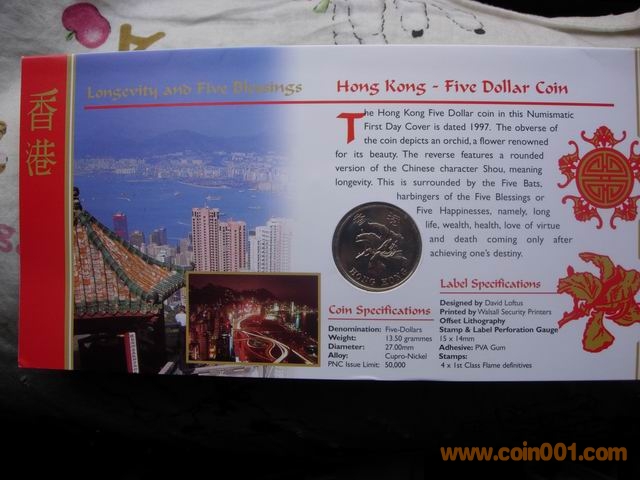 香港
Longevity and Five Blessings
Hong Kong - Five Dollar Coin
The Hong Kong Five Dollar coin in this Numismatic
First Day Cover is dated 1997. The obverse of
the coin depicts an orchid, a flower renowned
for its beauty. The reverse features a rounded
version of the Chinese character Shou, meaning
longevity. This is surrounded by the Five Bats,
harbingers of the Five Blessings or
Five Happinesses, namely, long
life, wealth, health, love of virtue
and death coming only after
achieving one's destiny.
香港
HONG KONG
Coin Specifications
Denomination: Five-Dollars
Weight: 13.50 grammes
Diameter: 27.00mm
Alloy: Cupro-Nickel
PNC Issue Limit: 50,000
Label Specifications
Designed by David Loftus
Printed by Walsall Security Printers
Offset Lithography
Stamp & Label Perforation Gauge
15 x 14mm
Adhesive: PVA Gum
Stamps:
4 x 1st Class Flame definitives
www.coin001.com